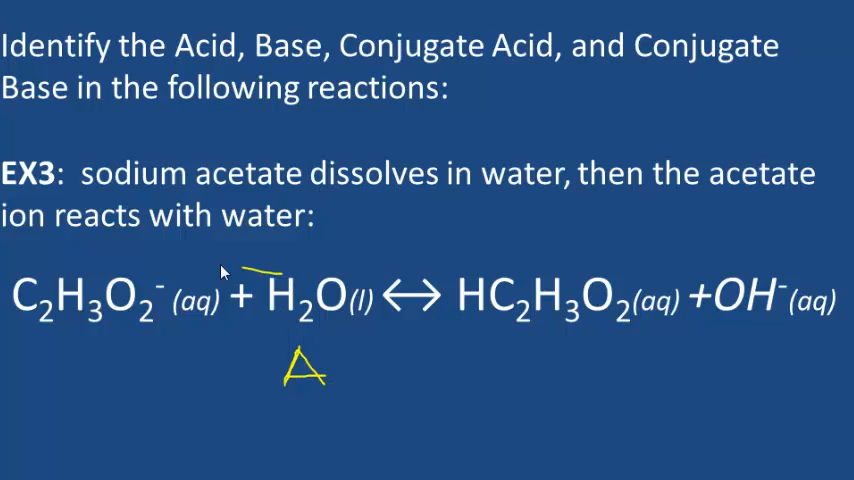 Identify the Acid, Base, Conjugate Acid, and Conjugate
Base in the following reactions:
EX3: sodium acetate dissolves in water, then the acetate
ion reacts with water:
C₂H₃O₂⁻ (aq) + H₂O(l) ↔ HC₂H₃O₂(aq) +OH⁻(aq)
A